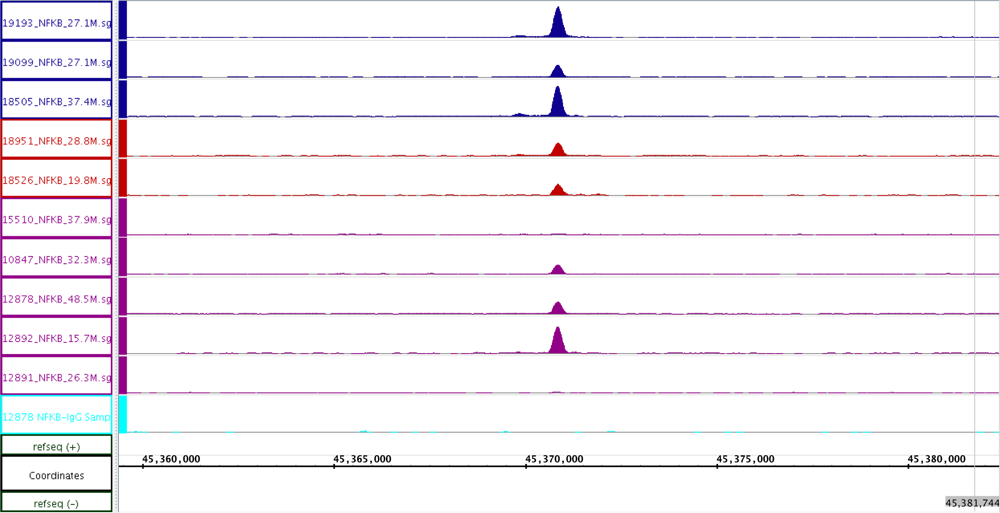 19193_NFKB_27.1M.sg
19099_NFKB_27.1M.sg
18505_NFKB_37.4M.sg
18951_NFKB_28.8M.sg
18526_NFKB_19.8M.sg
15510_NFKB_37.9M.sg
10847_NFKB_32.3M.sg
12878_NFKB_48.5M.sg
12892_NFKB_15.7M.sg
12891_NFKB_26.3M.sg
12878 NFKB-IgG Samp
refseq (+)
45,360,000 45,365,000 45,370,000 45,375,000 45,380,000
Coordinates
refseq (-)
45,381,744